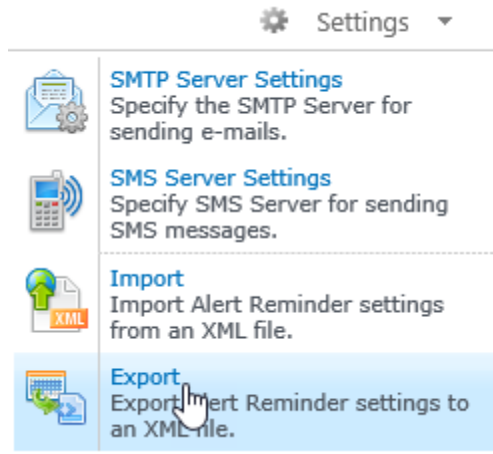 Settings
SMTP Server Settings
Specify the SMTP Server for
sending e-mails.
SMS Server Settings
Specify SMS Server for sending
SMS messages.
Import
Import Alert Reminder settings
from an XML file.
XML
Export
Export Alert Reminder settings to
an XML file.